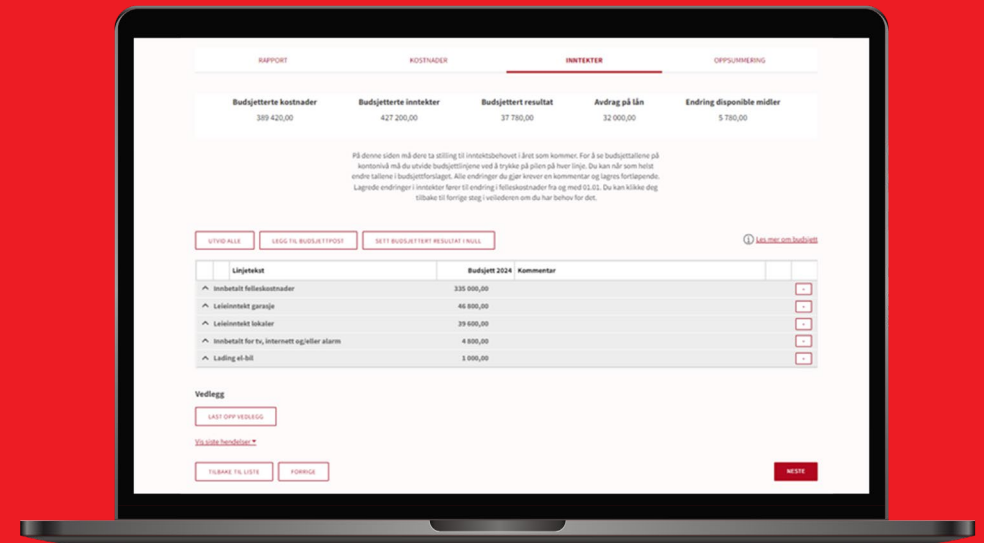 RAPPORT KOSTNADER INNTEKTER OPPSUMMERING
Budsjetterte kostnader Budsjetterte inntekter Budsjettert resultat Avdrag på lån Endring disponible midler
389 420,00 427 200,00 37 780,00 32 000,00 5 780,00
På denne siden må dere ta stilling til inntektsbehovet i året som kommer. For å se budsjettallene på
kontonivå må du utvide budsjettlinjene ved å trykke på pilen på hver linje. Du kan når som helst
endre tallene i budsjettforslaget. Alle endringer du gjør krever en kommentar og lagres fortløpende.
Lagrede endringer i inntekter fører til endring i felleskostnader fra og med 01.01. Du kan klikke deg
tilbake til forrige steg i veilederen om du har behov for det.
UTVID ALLE LEGG TIL BUDSJETTPOST SETT BUDSJETTERT RESULTAT I NULL Les mer om budsjett
Linjetekst Budsjett 2024 Kommentar
Innbetalt felleskostnader 335 000,00
Leieinntekt garasje 46 800,00
Leieinntekt lokaler 39 600,00
Innbetalt for tv, internett og/eller alarm 4 800,00
Lading el-bil 1 000,00
Vedlegg
LAST OPP VEDLEGG
Vis siste hendelser
TILBAKE TIL LISTE FORRIGE NESTE